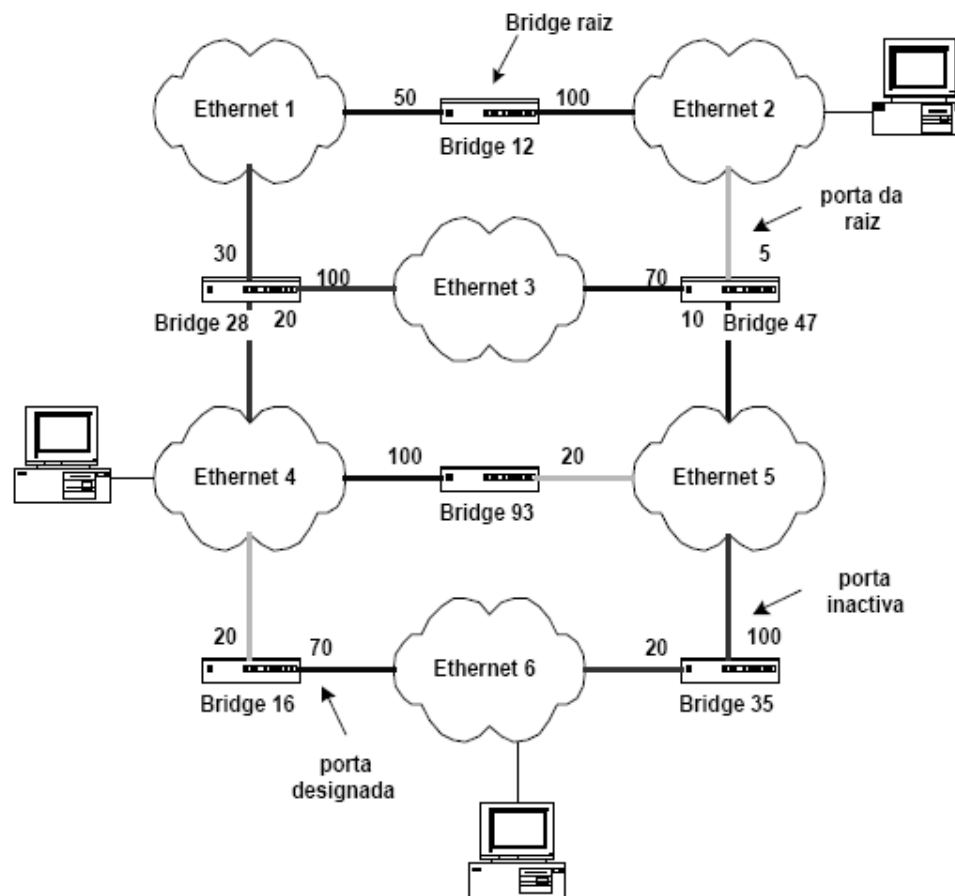 Bridge raiz
Ethernet 1
50
100
Ethernet 2
Bridge 12
porta da
raiz
30
5
100
Ethernet 3
70
Bridge 28
20
10
Bridge 47
Ethernet 4
100
20
Ethernet 5
Bridge 93
porta
inactiva
20
70
Ethernet 6
20
100
Bridge 16
Bridge 35
porta
designada